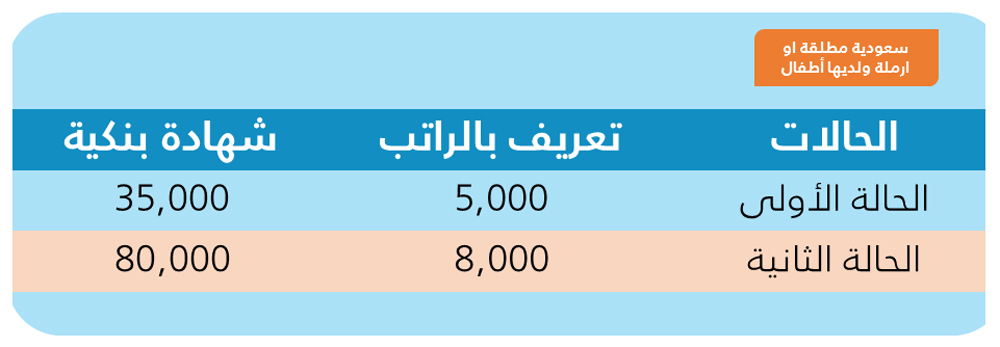 سعودية مطلقة او
ارملة ولديها أطفال
الحالات تعريف بالراتب شهادة بنكية
الحالة الأولى 5,000 35,000
الحالة الثانية 8,000 80,000